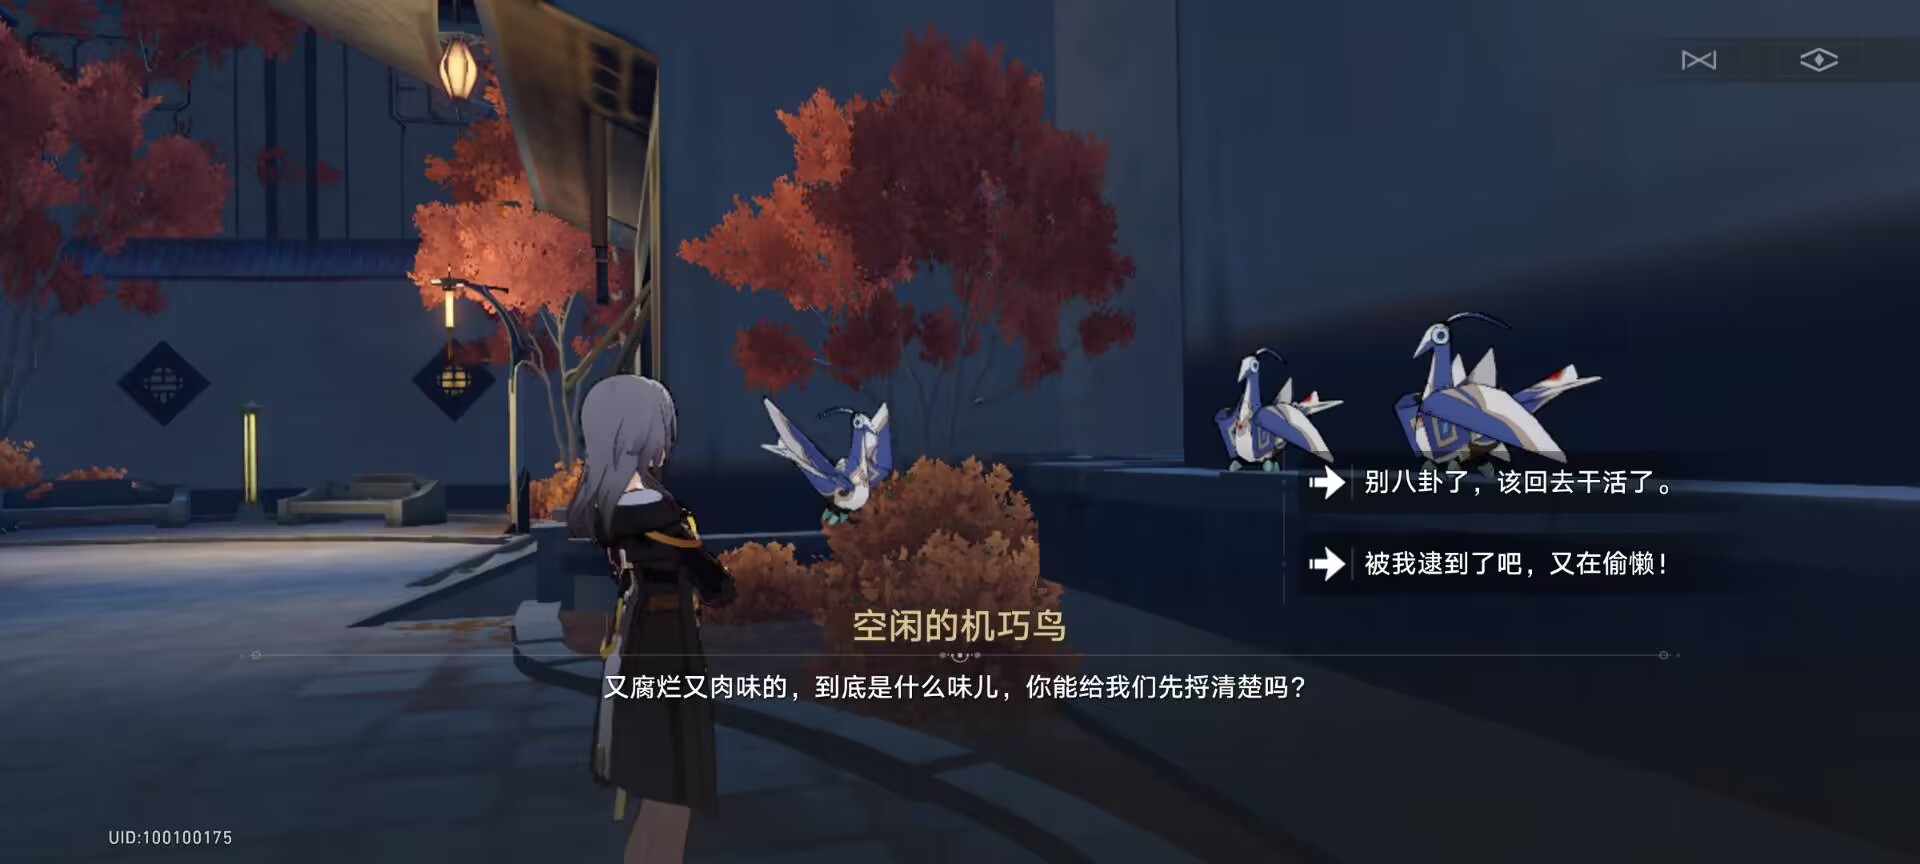 别八卦了，该回去干活了。
被我逮到了吧，又在偷懒！
空闲的机巧鸟
又腐烂又肉味的，到底是什么味儿，你能给我们先捋清楚吗？
UID:100100175